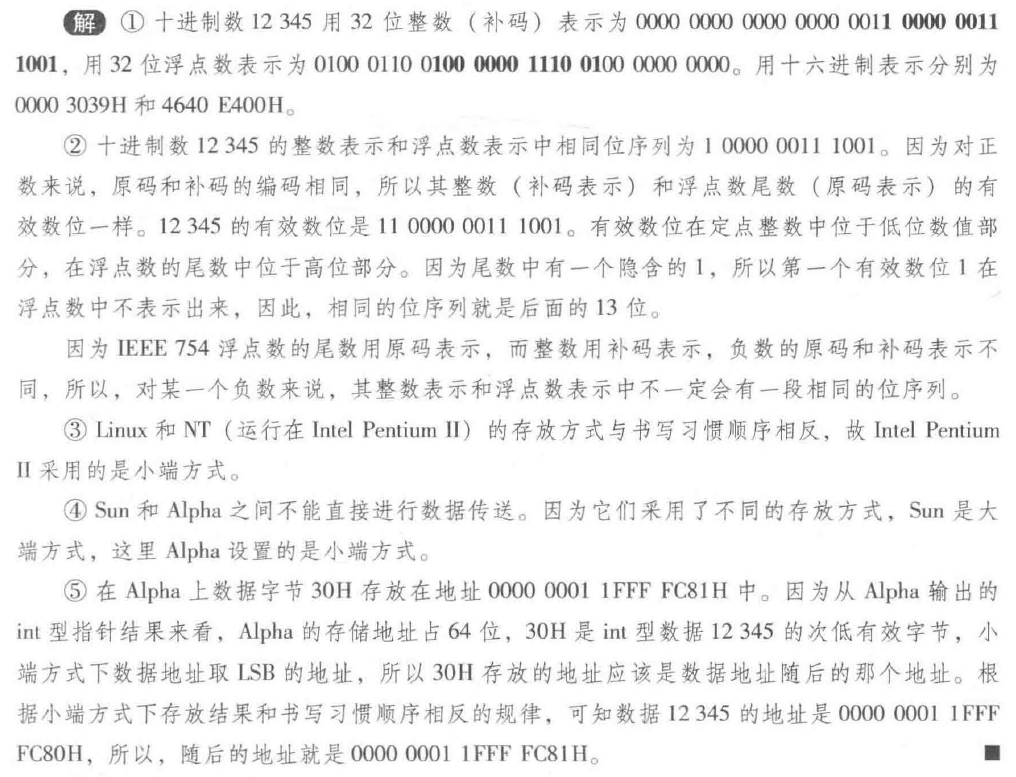 解 ① 十进制数 12 345 用 32 位整数（补码）表示为 0000 0000 0000 0000 0011 0000 0011
1001，用 32 位浮点数表示为 0100 0110 0100 0000 1110 0100 0000 0000。用十六进制表示分别为
0000 3039H 和 4640 E400H。
② 十进制数 12 345 的整数表示和浮点数表示中相同位序列为 1 0000 0011 1001。因为对正
数来说，原码和补码的编码相同，所以其整数（补码表示）和浮点数尾数（原码表示）的有
效数位一样。12 345 的有效数位是 11 0000 0011 1001。有效数位在定点整数中位于低位数值部
分，在浮点数的尾数中位于高位部分。因为尾数中有一个隐含的 1，所以第一个有效数位 1 在
浮点数中不表示出来，因此，相同的位序列就是后面的 13 位。
因为 IEEE 754 浮点数的尾数用原码表示，而整数用补码表示，负数的原码和补码表示不
同，所以，对某一个负数来说，其整数表示和浮点数表示中不一定会有一段相同的位序列。
③ Linux 和 NT（运行在 Intel Pentium II）的存放方式与书写习惯顺序相反，故 Intel Pentium
II 采用的是小端方式。
④ Sun 和 Alpha 之间不能直接进行数据传送。因为它们采用了不同的存放方式，Sun 是大
端方式，这里 Alpha 设置的是小端方式。
⑤ 在 Alpha 上数据字节 30H 存放在地址 0000 0001 1FFF FC81H 中。因为从 Alpha 输出的
int 型指针结果来看，Alpha 的存储地址占 64 位，30H 是 int 型数据 12 345 的次低有效字节，小
端方式下数据地址取 LSB 的地址，所以 30H 存放的地址应该是数据地址随后的那个地址。根
据小端方式下存放结果和书写习惯顺序相反的规律，可知数据 12 345 的地址是 0000 0001 1FFF
FC80H，所以，随后的地址就是 0000 0001 1FFF FC81H。 ■